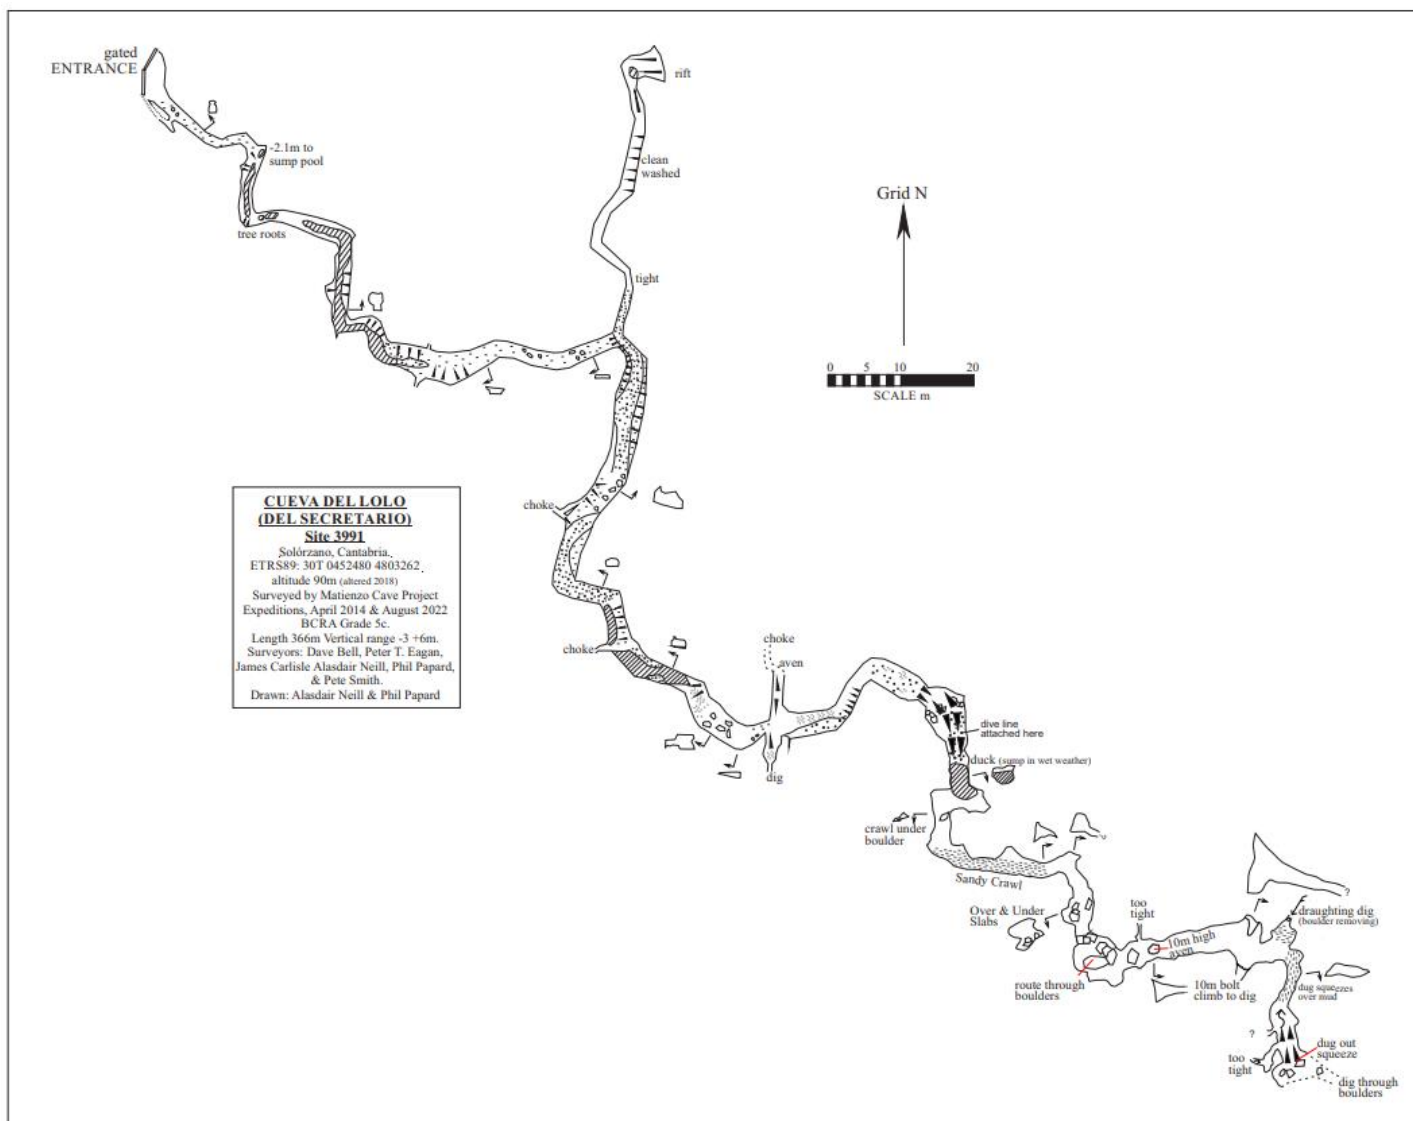 gated
ENTRANCE
rift
-2.1m to
sump pool
clean
washed
Grid N
tree roots
tight
0 5 10 20
SCALE m
CUEVA DEL LOLO
(DEL SECRETARIO)
Site 3991
Solórzano, Cantabria.
ETRS89: 30T 0452480 4803262
altitude 90m (altered 2018)
Surveyed by Matienzo Cave Project
Expeditions, April 2014 & August 2022
BCRA Grade 5c.
Length 366m Vertical range -3 +6m.
Surveyors: Dave Bell, Peter T. Eagan,
James Carlisle Alasdair Neill, Phil Papard,
& Pete Smith.
Drawn: Alasdair Neill & Phil Papard
choke
choke
choke
aven
dig
dive line
attached here
duck (sump in wet weather)
crawl under
boulder
Sandy Crawl
Over & Under
Slabs
too
tight
10m high
aven
route through
boulders
10m bolt
climb to dig
?
draughting dig
(boulder removing)
dug squeezes
over mud
?
too
tight
dug out
squeeze
dig through
boulders